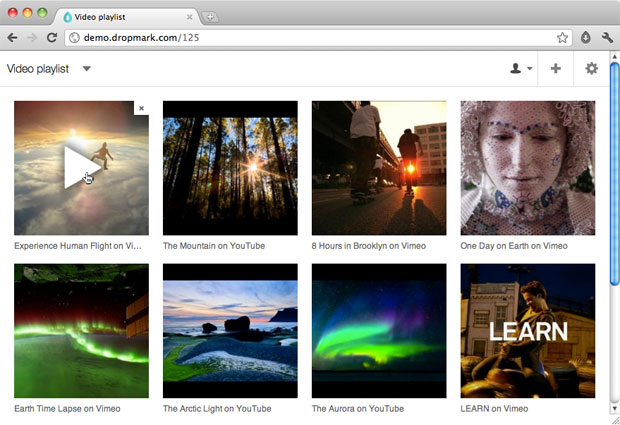 Video playlist
demo.dropmark.com/125
Video playlist
Experience Human Flight on Vi...
The Mountain on YouTube
8 Hours in Brooklyn on Vimeo
One Day on Earth on Vimeo
LEARN
Earth Time Lapse on Vimeo
The Arctic Light on YouTube
The Aurora on YouTube
LEARN on Vimeo